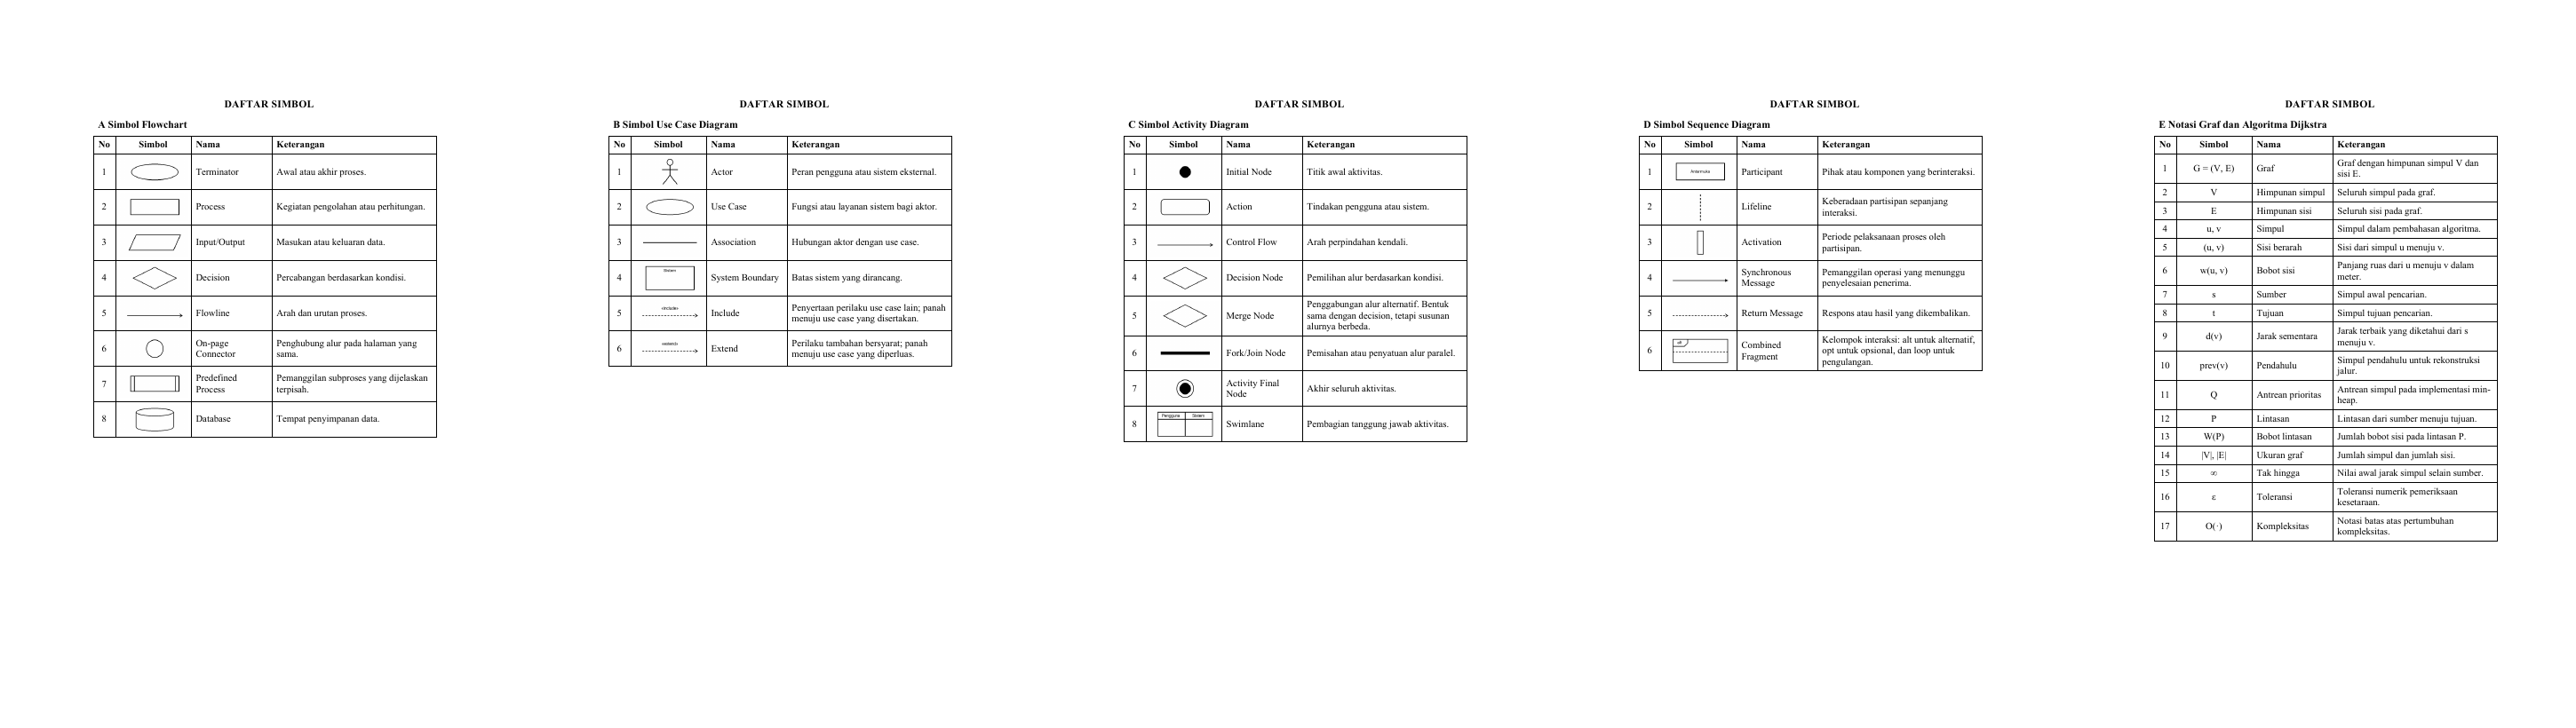 DAFTAR SIMBOL
A Simbol Flowchart
No Simbol Nama Keterangan
1 Terminator Awal atau akhir proses.
2 Process Kegiatan pengolahan atau perhitungan.
3 Input/Output Masukan atau keluaran data.
4 Decision Percabangan berdasarkan kondisi.
5 Flowline Arah dan urutan proses.
6 On-page Connector Penghubung alur pada halaman yang
sama.
7 Predefined Process Pemanggilan subproses yang dijelaskan
terpisah.
8 Database Tempat penyimpanan data.
DAFTAR SIMBOL
B Simbol Use Case Diagram
No Simbol Nama Keterangan
1 Actor Peran pengguna atau sistem eksternal.
2 Use Case Fungsi atau layanan sistem bagi aktor.
3 Association Hubungan aktor dengan use case.
4 Sistem System Boundary Batas sistem yang dirancang.
5 «include» Include Penyertaan perilaku use case lain; panah
menuju use case yang disertakan.
6 «extend» Extend Perilaku tambahan bersyarat; panah
menuju use case yang diperluas.
DAFTAR SIMBOL
C Simbol Activity Diagram
No Simbol Nama Keterangan
1 Initial Node Titik awal aktivitas.
2 Action Tindakan pengguna atau sistem.
3 Control Flow Arah perpindahan kendali.
4 Decision Node Pemilihan alur berdasarkan kondisi.
5 Merge Node Penggabungan alur alternatif. Bentuk
sama dengan decision, tetapi susunan
alurnya berbeda.
6 Fork/Join Node Pemisahan atau penyatuan alur paralel.
7 Activity Final Node Akhir seluruh aktivitas.
8 Pengguna Sistem Swimlane Pembagian tanggung jawab aktivitas.
DAFTAR SIMBOL
D Simbol Sequence Diagram
No Simbol Nama Keterangan
1 Antarmuka Participant Pihak atau komponen yang berinteraksi.
2 Lifeline Keberadaan partisipan sepanjang
interaksi.
3 Activation Periode pelaksanaan proses oleh
partisipan.
4 Synchronous Message Pemanggilan operasi yang menunggu
penyelesaian penerima.
5 Return Message Respons atau hasil yang dikembalikan.
6 alt Combined Fragment Kelompok interaksi: alt untuk alternatif,
opt untuk opsional, dan loop untuk
pengulangan.
DAFTAR SIMBOL
E Notasi Graf dan Algoritma Dijkstra
No Simbol Nama Keterangan
1 G = (V, E) Graf Graf dengan himpunan simpul V dan
sisi E.
2 V Himpunan simpul Seluruh simpul pada graf.
3 E Himpunan sisi Seluruh sisi pada graf.
4 u, v Simpul Simpul dalam pembahasan algoritma.
5 (u, v) Sisi berarah Sisi dari simpul u menuju v.
6 w(u, v) Bobot sisi Panjang ruas dari u menuju v dalam
meter.
7 s Sumber Simpul awal pencarian.
8 t Tujuan Simpul tujuan pencarian.
9 d(v) Jarak sementara Jarak terbaik yang diketahui dari s
menuju v.
10 prev(v) Pendahulu Simpul pendahulu untuk rekonstruksi
jalur.
11 Q Antrean prioritas Antrean simpul pada implementasi min-
heap.
12 P Lintasan Lintasan dari sumber menuju tujuan.
13 W(P) Bobot lintasan Jumlah bobot sisi pada lintasan P.
14 |V|, |E| Ukuran graf Jumlah simpul dan jumlah sisi.
15 ∞ Tak hingga Nilai awal jarak simpul selain sumber.
16 ε Toleransi Toleransi numerik pemeriksaan
kesetaraan.
17 O(·) Kompleksitas Notasi batas atas pertumbuhan
kompleksitas.